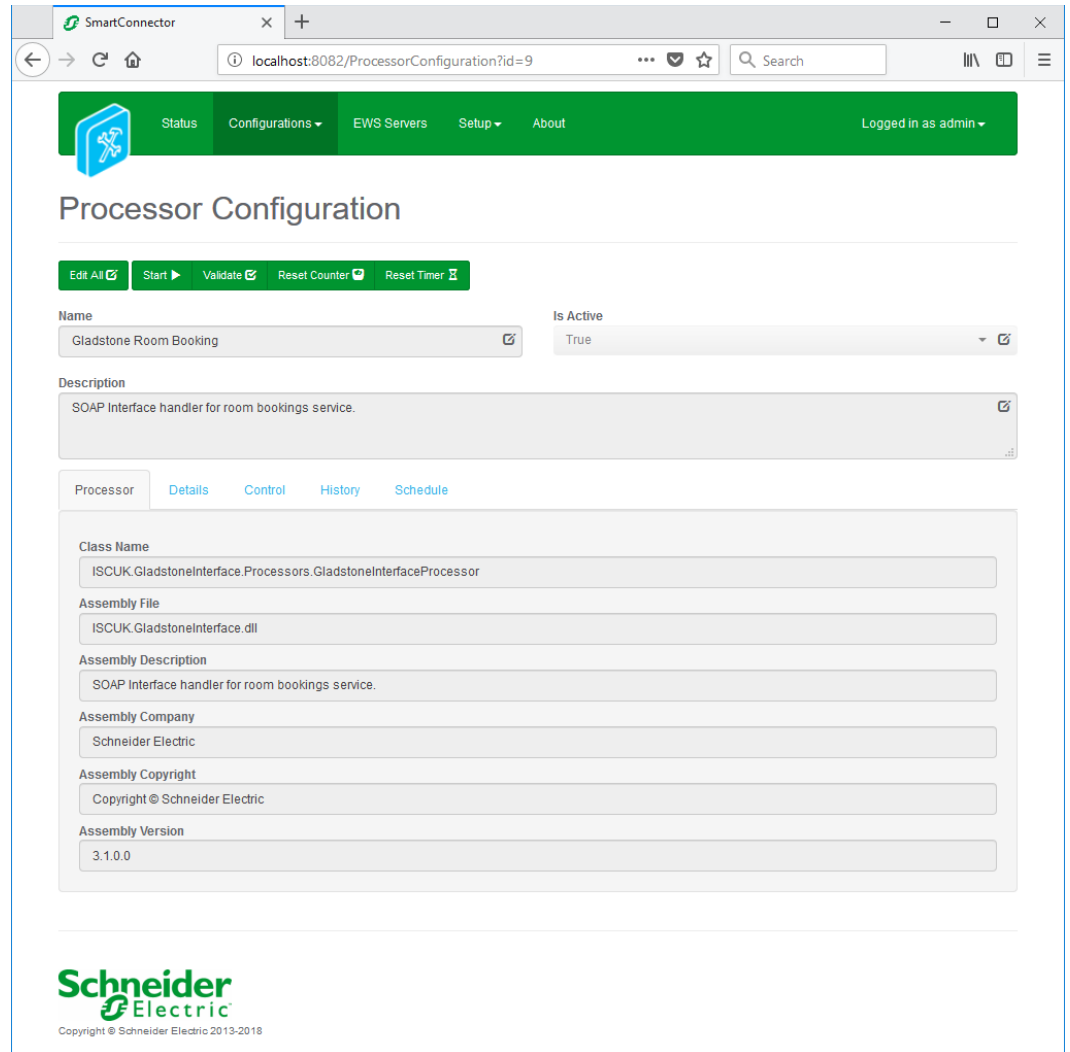 SmartConnector
localhost:8082/ProcessorConfiguration?id=9
Search
Status Configurations EWS Servers Setup About Logged in as admin
Processor Configuration
Edit All Start Validate Reset Counter Reset Timer
Name Is Active
Gladstone Room Booking True
Description
SOAP Interface handler for room bookings service.
Processor Details Control History Schedule
Class Name
ISCUK.GladstoneInterface.Processors.GladstoneInterfaceProcessor
Assembly File
ISCUK.GladstoneInterface.dll
Assembly Description
SOAP Interface handler for room bookings service.
Assembly Company
Schneider Electric
Assembly Copyright
Copyright © Schneider Electric
Assembly Version
3.1.0.0
Schneider
Electric
Copyright © Schneider Electric 2013-2018